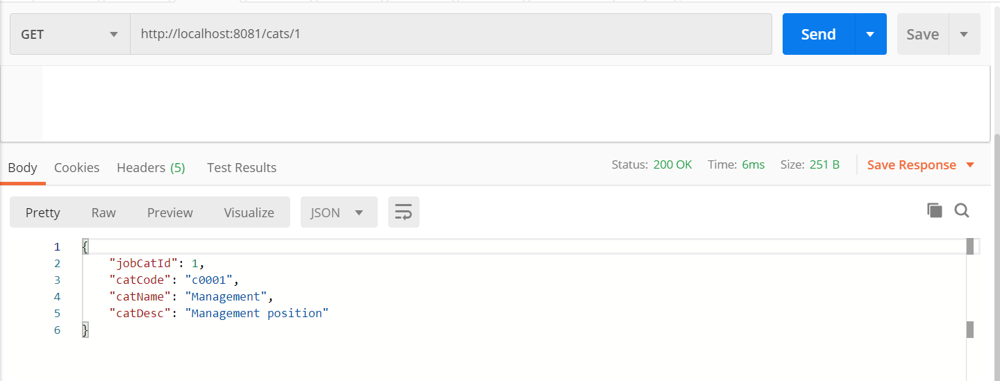 GET http://localhost:8081/cats/1 Send Save
Body Cookies Headers (5) Test Results Status: 200 OK Time: 6ms Size: 251 B Save Response
Pretty Raw Preview Visualize JSON
1 {
2 "jobCatId": 1,
3 "catCode": "c0001",
4 "catName": "Management",
5 "catDesc": "Management position"
6 }